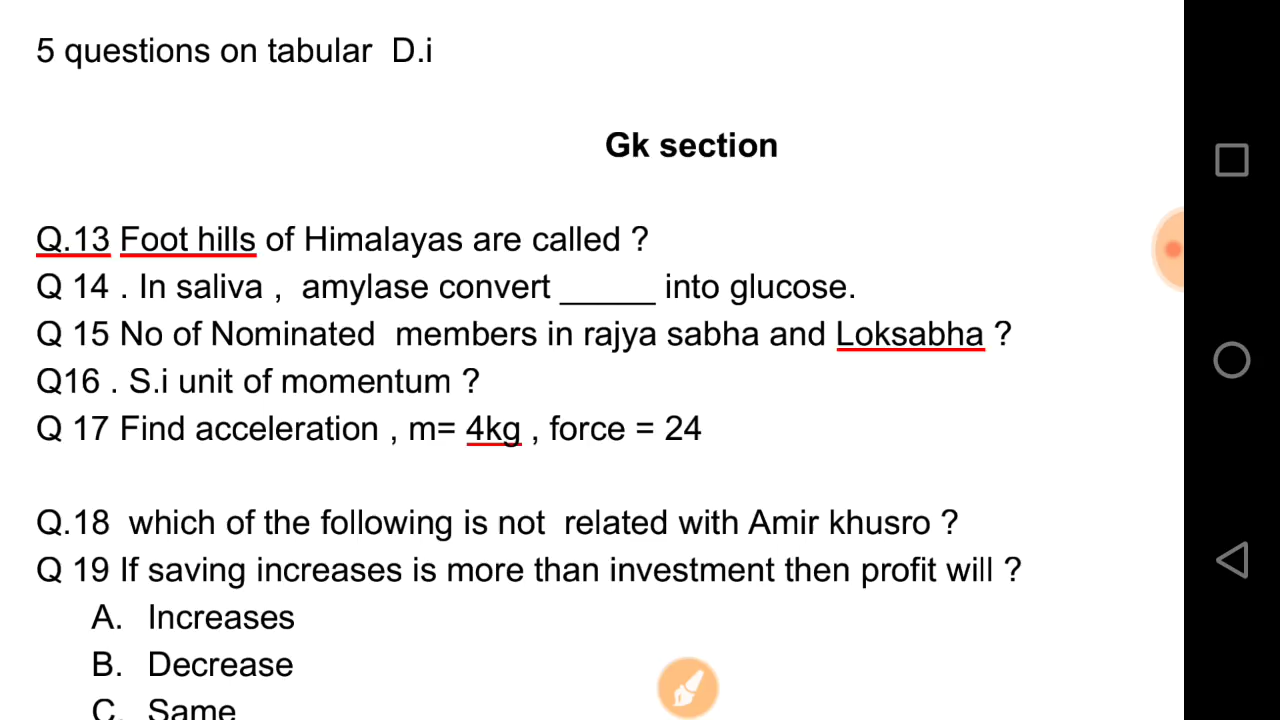 5 questions on tabular D.i
Gk section
Q.13 Foot hills of Himalayas are called ?
Q 14 . In saliva , amylase convert _____ into glucose.
Q 15 No of Nominated members in rajya sabha and Loksabha ?
Q16 . S.i unit of momentum ?
Q 17 Find acceleration , m= 4kg , force = 24
Q.18 which of the following is not related with Amir khusro ?
Q 19 If saving increases is more than investment then profit will ?
A. Increases
B. Decrease
C. Same